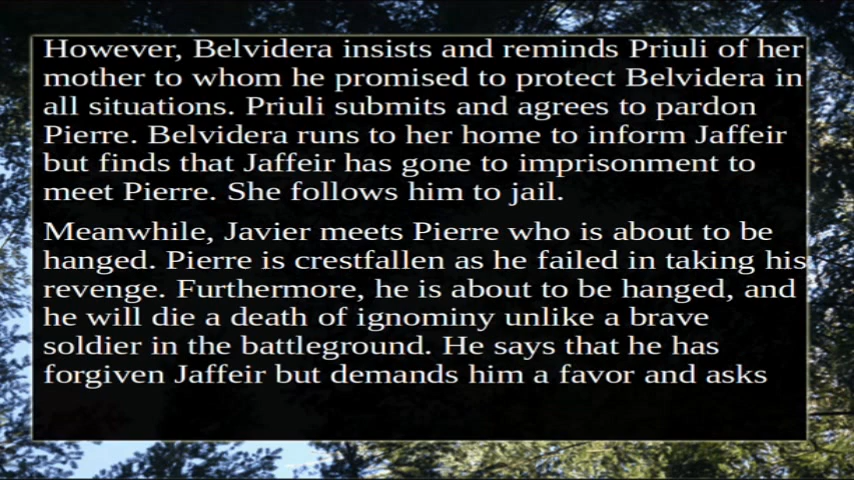 However, Belvidera insists and reminds Priuli of her
mother to whom he promised to protect Belvidera in
all situations. Priuli submits and agrees to pardon
Pierre. Belvidera runs to her home to inform Jaffeir
but finds that Jaffeir has gone to imprisonment to
meet Pierre. She follows him to jail.
Meanwhile, Javier meets Pierre who is about to be
hanged. Pierre is crestfallen as he failed in taking his
revenge. Furthermore, he is about to be hanged, and
he will die a death of ignominy unlike a brave
soldier in the battleground. He says that he has
forgiven Jaffeir but demands him a favor and asks